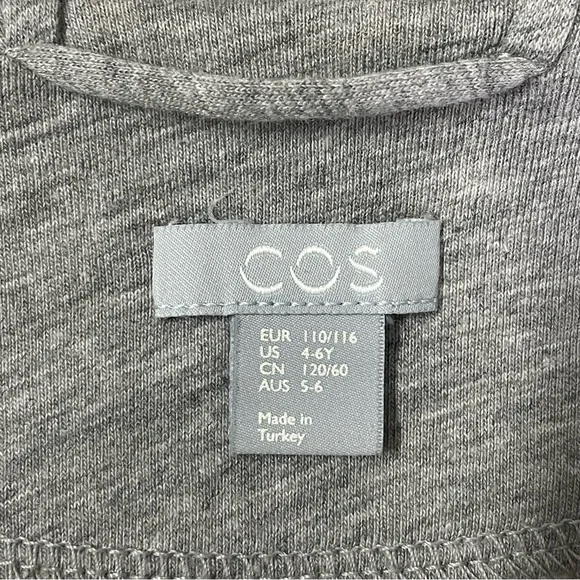 COS
EUR 110/116
US 4-6Y
CN 120/60
AUS 5-6
Made in
Turkey